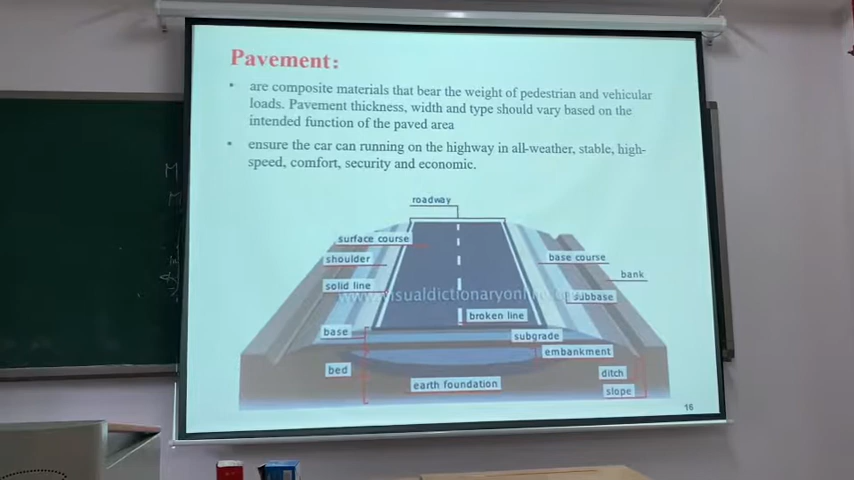 Pavement:
• are composite materials that bear the weight of pedestrian and vehicular
loads. Pavement thickness, width and type should vary based on the
intended function of the paved area
• ensure the car can running on the highway in all-weather, stable, high-
speed, comfort, security and economic.
roadway
surface course
base course
shoulder
bank
solid line
www.visualdictionaryonlin
subbase
broken line
base
subgrade
embankment
bed
ditch
earth foundation
slope
16